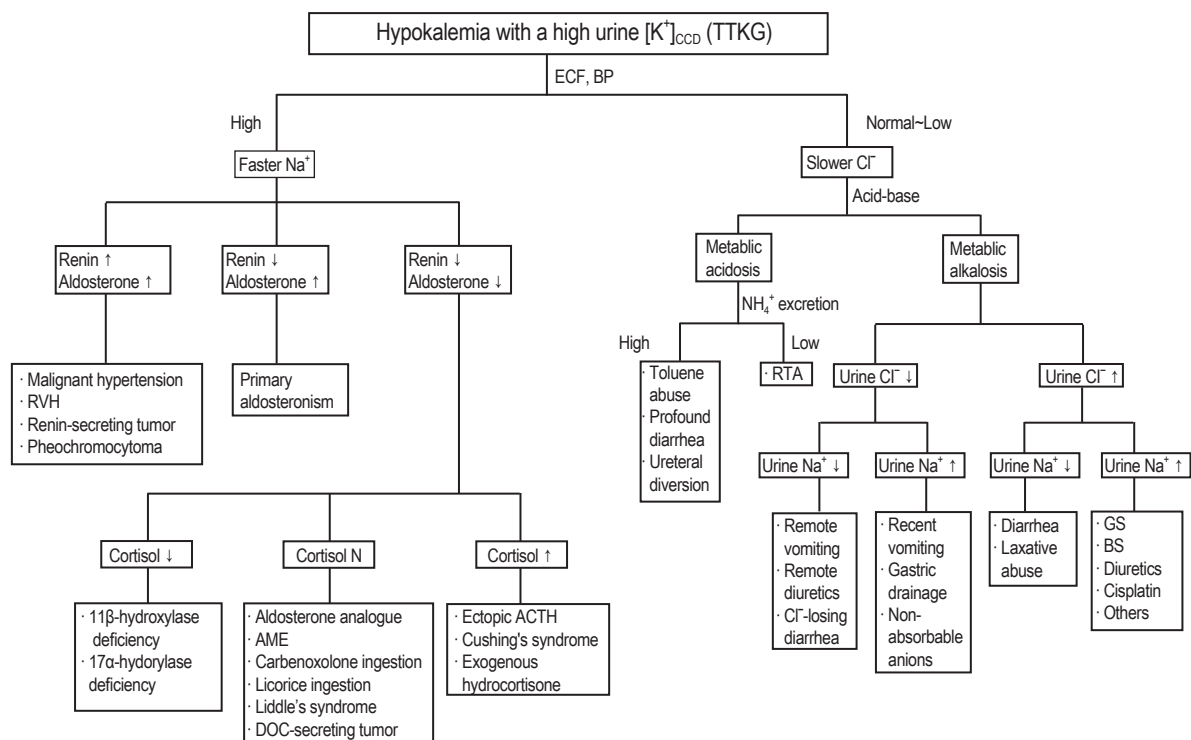 Hypokalemia with a high urine [K⁺]CCD (TTKG)
ECF, BP
High
Normal~Low
Faster Na⁺
Slower Cl⁻
Acid-base
Renin ↑
Aldosterone ↑
Renin ↓
Aldosterone ↑
Renin ↓
Aldosterone ↓
Metablic
acidosis
Metablic
alkalosis
NH₄⁺ excretion
High
Low
· Malignant hypertension
· RVH
· Renin-secreting tumor
· Pheochromocytoma
Primary
aldosteronism
· Toluene
abuse
· Profound
diarrhea
· Ureteral
diversion
· RTA
Urine Cl⁻ ↓
Urine Cl⁻ ↑
Urine Na⁺ ↓
Urine Na⁺ ↑
Urine Na⁺ ↓
Urine Na⁺ ↑
· Remote
vomiting
· Remote
diuretics
· Cl⁻-losing
diarrhea
· Recent
vomiting
· Gastric
drainage
· Non-
absorbable
anions
· Diarrhea
· Laxative
abuse
· GS
· BS
· Diuretics
· Cisplatin
· Others
Cortisol ↓
Cortisol N
Cortisol ↑
· 11β-hydroxylase
deficiency
· 17α-hydorylase
deficiency
· Aldosterone analogue
· AME
· Carbenoxolone ingestion
· Licorice ingestion
· Liddle's syndrome
· DOC-secreting tumor
· Ectopic ACTH
· Cushing's syndrome
· Exogenous
hydrocortisone